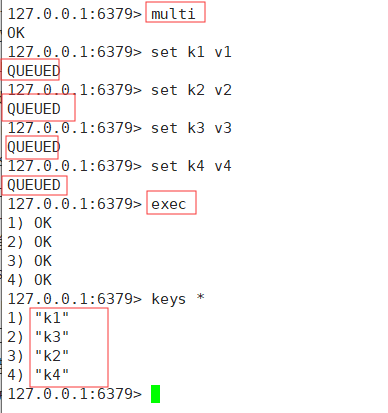 127.0.0.1:6379> multi
OK
127.0.0.1:6379> set k1 v1
QUEUED
127.0.0.1:6379> set k2 v2
QUEUED
127.0.0.1:6379> set k3 v3
QUEUED
127.0.0.1:6379> set k4 v4
QUEUED
127.0.0.1:6379> exec
1) OK
2) OK
3) OK
4) OK
127.0.0.1:6379> keys *
1) "k1"
2) "k3"
3) "k2"
4) "k4"
127.0.0.1:6379>